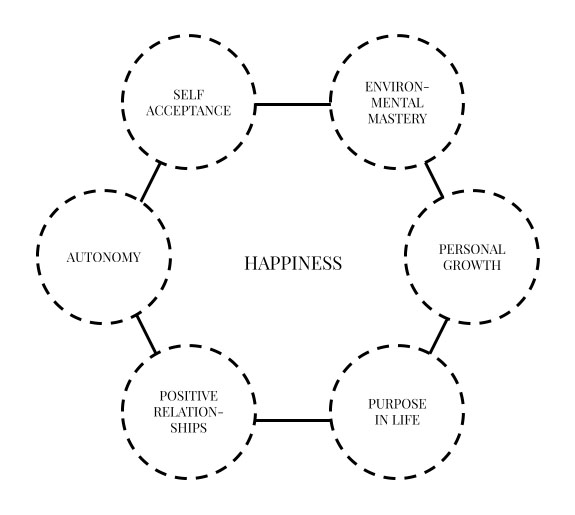 SELF
ACCEPTANCE
ENVIRON-
MENTAL
MASTERY
AUTONOMY
HAPPINESS
PERSONAL
GROWTH
POSITIVE
RELATION-
SHIPS
PURPOSE
IN LIFE